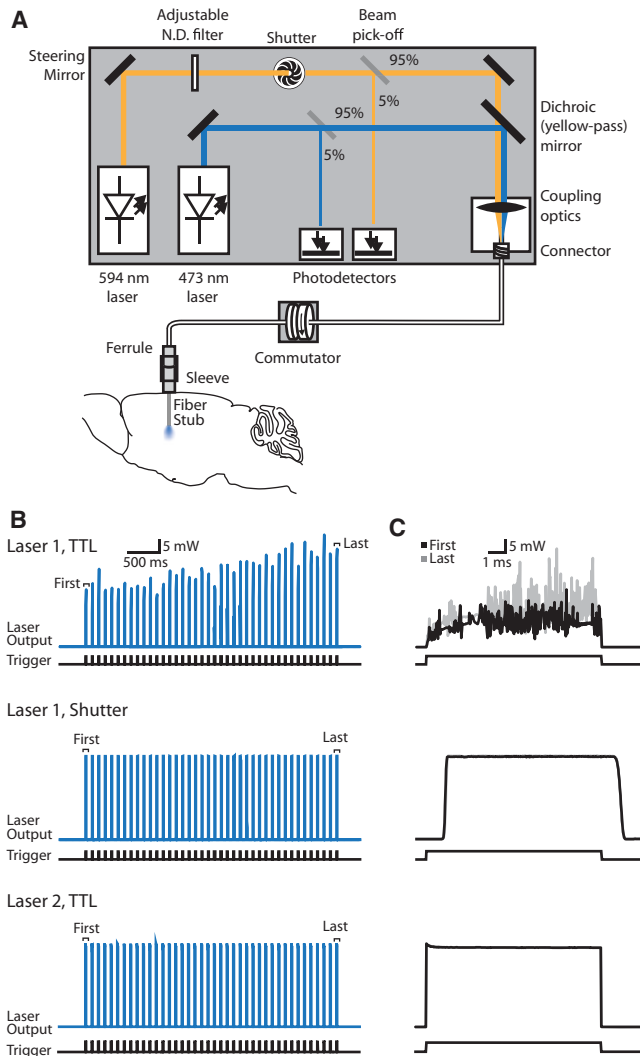 A
Adjustable
N.D. filter
Shutter
Beam
pick-off
Steering
Mirror
95%
5%
95%
5%
Dichroic
(yellow-pass)
mirror
Coupling
optics
Connector
594 nm
laser
473 nm
laser
Photodetectors
Commutator
Ferrule
Sleeve
Fiber
Stub
B
Laser 1, TTL
5 mW
500 ms
First
Last
Laser
Output
Trigger
C
First
Last
5 mW
1 ms
Laser 1, Shutter
First
Last
Laser
Output
Trigger
Laser 2, TTL
First
Last
Laser
Output
Trigger